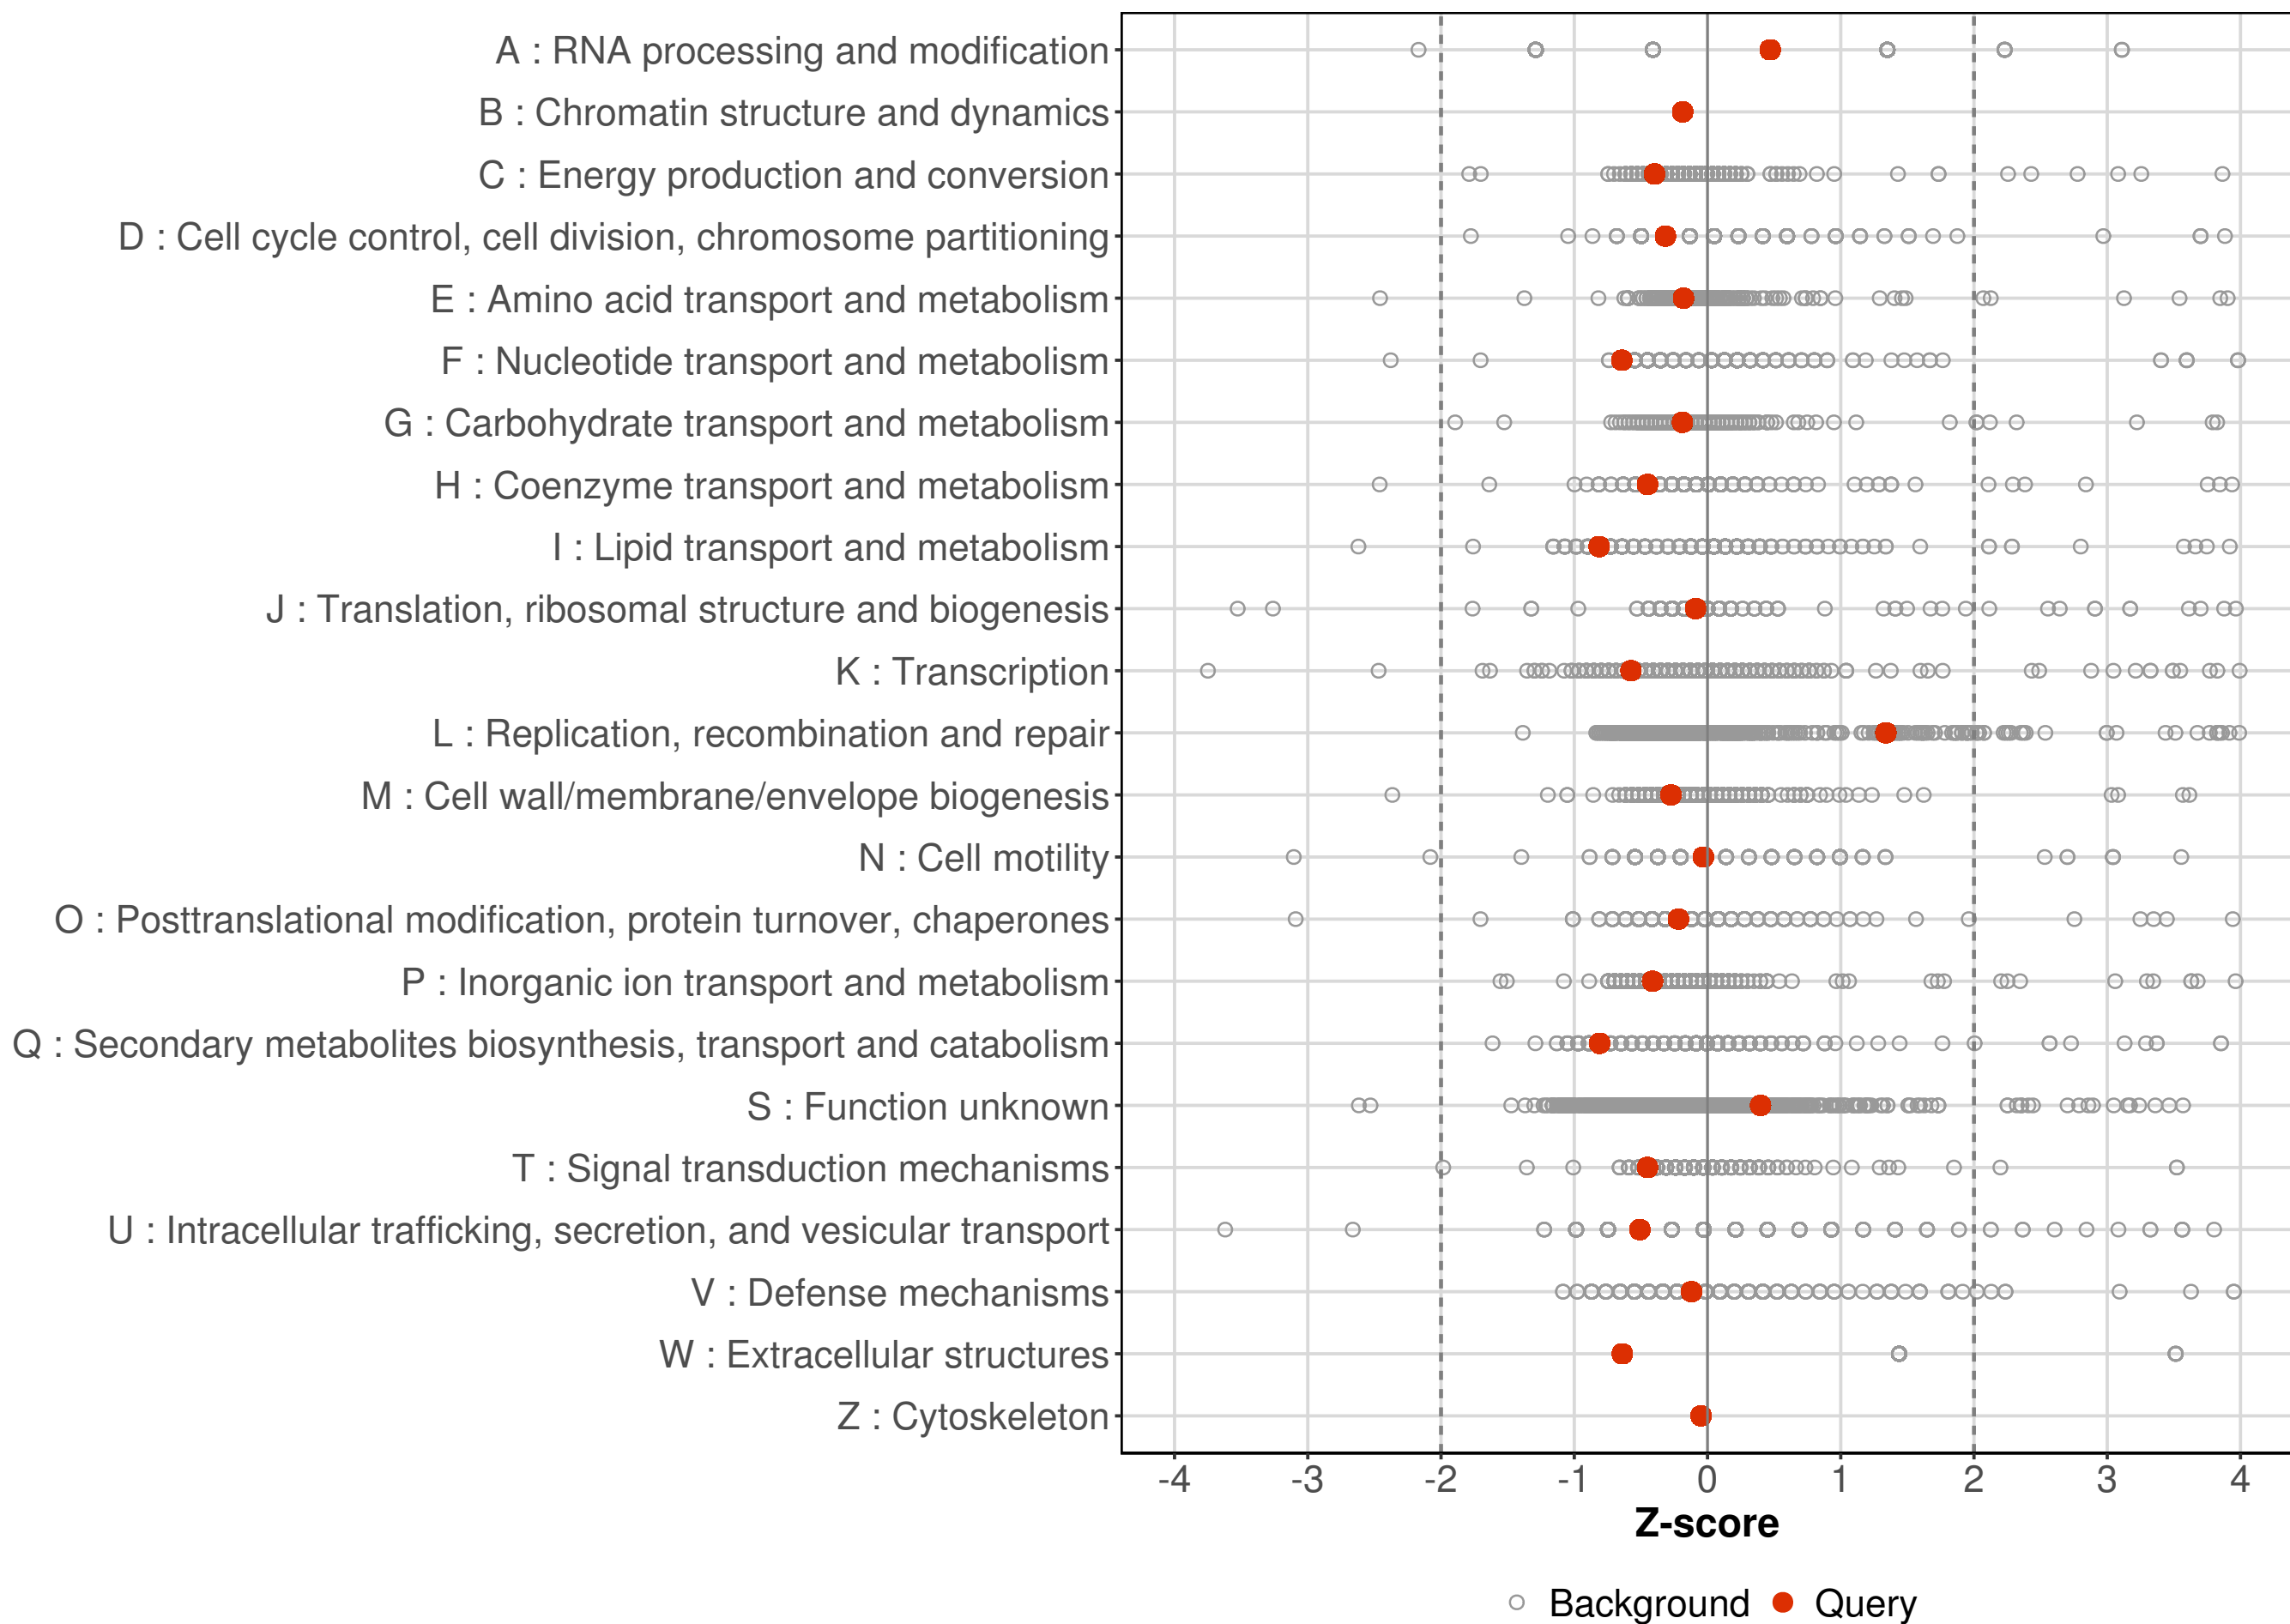 A : RNA processing and modification
B : Chromatin structure and dynamics
C : Energy production and conversion
D : Cell cycle control, cell division, chromosome partitioning
E : Amino acid transport and metabolism
F : Nucleotide transport and metabolism
G : Carbohydrate transport and metabolism
H : Coenzyme transport and metabolism
I : Lipid transport and metabolism
J : Translation, ribosomal structure and biogenesis
K : Transcription
L : Replication, recombination and repair
M : Cell wall/membrane/envelope biogenesis
N : Cell motility
O : Posttranslational modification, protein turnover, chaperones
P : Inorganic ion transport and metabolism
Q : Secondary metabolites biosynthesis, transport and catabolism
S : Function unknown
T : Signal transduction mechanisms
U : Intracellular trafficking, secretion, and vesicular transport
V : Defense mechanisms
W : Extracellular structures
Z : Cytoskeleton
-4 -3 -2 -1 0 1 2 3 4
Z-score
Background Query